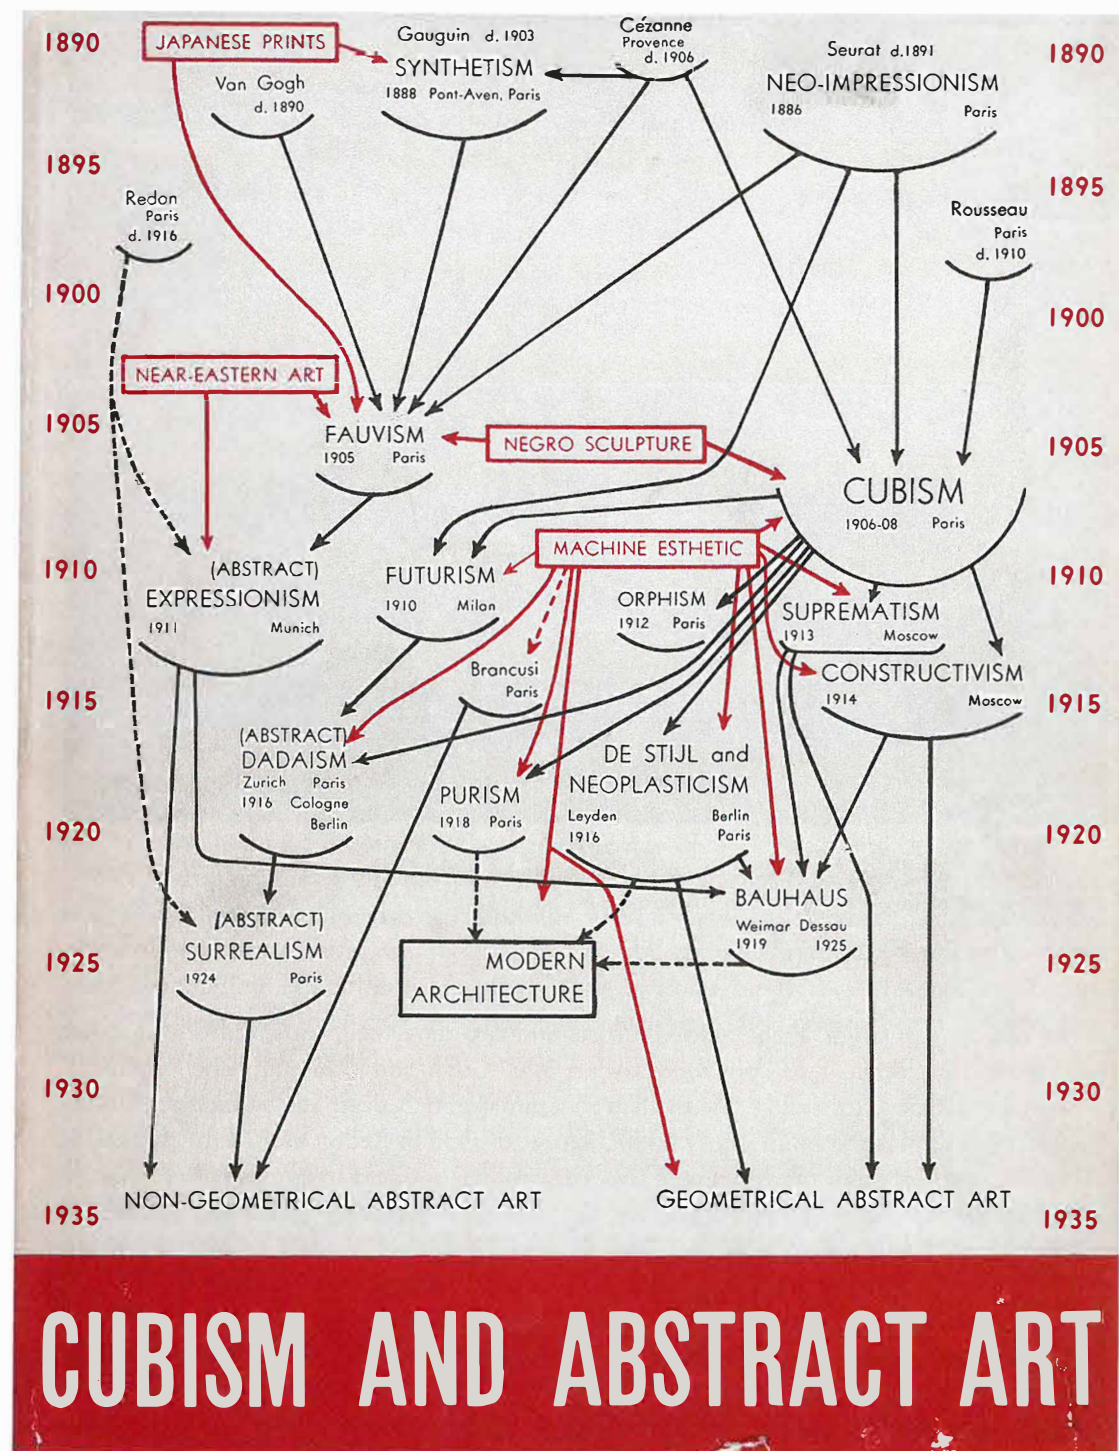 1890
JAPANESE PRINTS
Gauguin d. 1903
SYNTHETISM
1888 Pont-Aven, Paris
Cézanne
Provence
d. 1906
Seurat d.1891
NEO-IMPRESSIONISM
1886 Paris
1890
Van Gogh
d. 1890
1895
1895
Redon
Paris
d. 1916
Rousseau
Paris
d. 1910
1900
1900
NEAR-EASTERN ART
1905
FAUVISM
1905 Paris
NEGRO SCULPTURE
1905
CUBISM
1906-08 Paris
1910
(ABSTRACT)
EXPRESSIONISM
1911 Munich
FUTURISM
1910 Milan
MACHINE ESTHETIC
ORPHISM
1912 Paris
SUPREMATISM
1913 Moscow
1910
Brancusi
Paris
CONSTRUCTIVISM
1914 Moscow
1915
1915
(ABSTRACT)
DADAISM
Zurich Paris
1916 Cologne
Berlin
PURISM
1918 Paris
DE STIJL and
NEOPLASTICISM
Leyden Berlin
1916 Paris
1920
1920
(ABSTRACT)
SURREALISM
1924 Paris
BAUHAUS
Weimar Dessau
1919 1925
1925
MODERN
ARCHITECTURE
1925
1930
1930
NON-GEOMETRICAL ABSTRACT ART
GEOMETRICAL ABSTRACT ART
1935
1935
CUBISM AND ABSTRACT ART